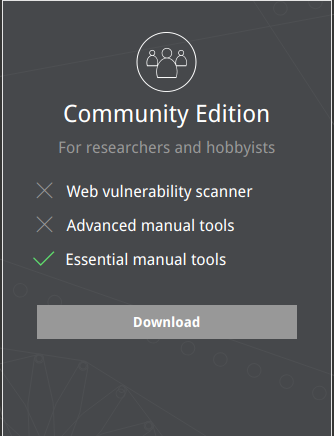 Community Edition
For researchers and hobbyists
Web vulnerability scanner
Advanced manual tools
Essential manual tools
Download